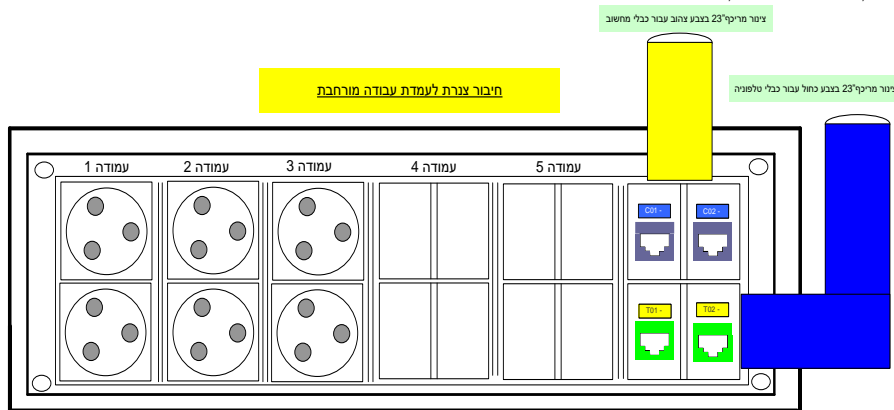 צינור מריכף"23 בצבע צהוב עבור כבלי מחשוב
צינור מריכף"23 בצבע כחול עבור כבלי טלפוניה
חיבור צנרת לעמדת עבודה מורחבת
עמודה 1
עמודה 2
עמודה 3
עמודה 4
עמודה 5
C01 -
C02 -
T01 -
T02 -